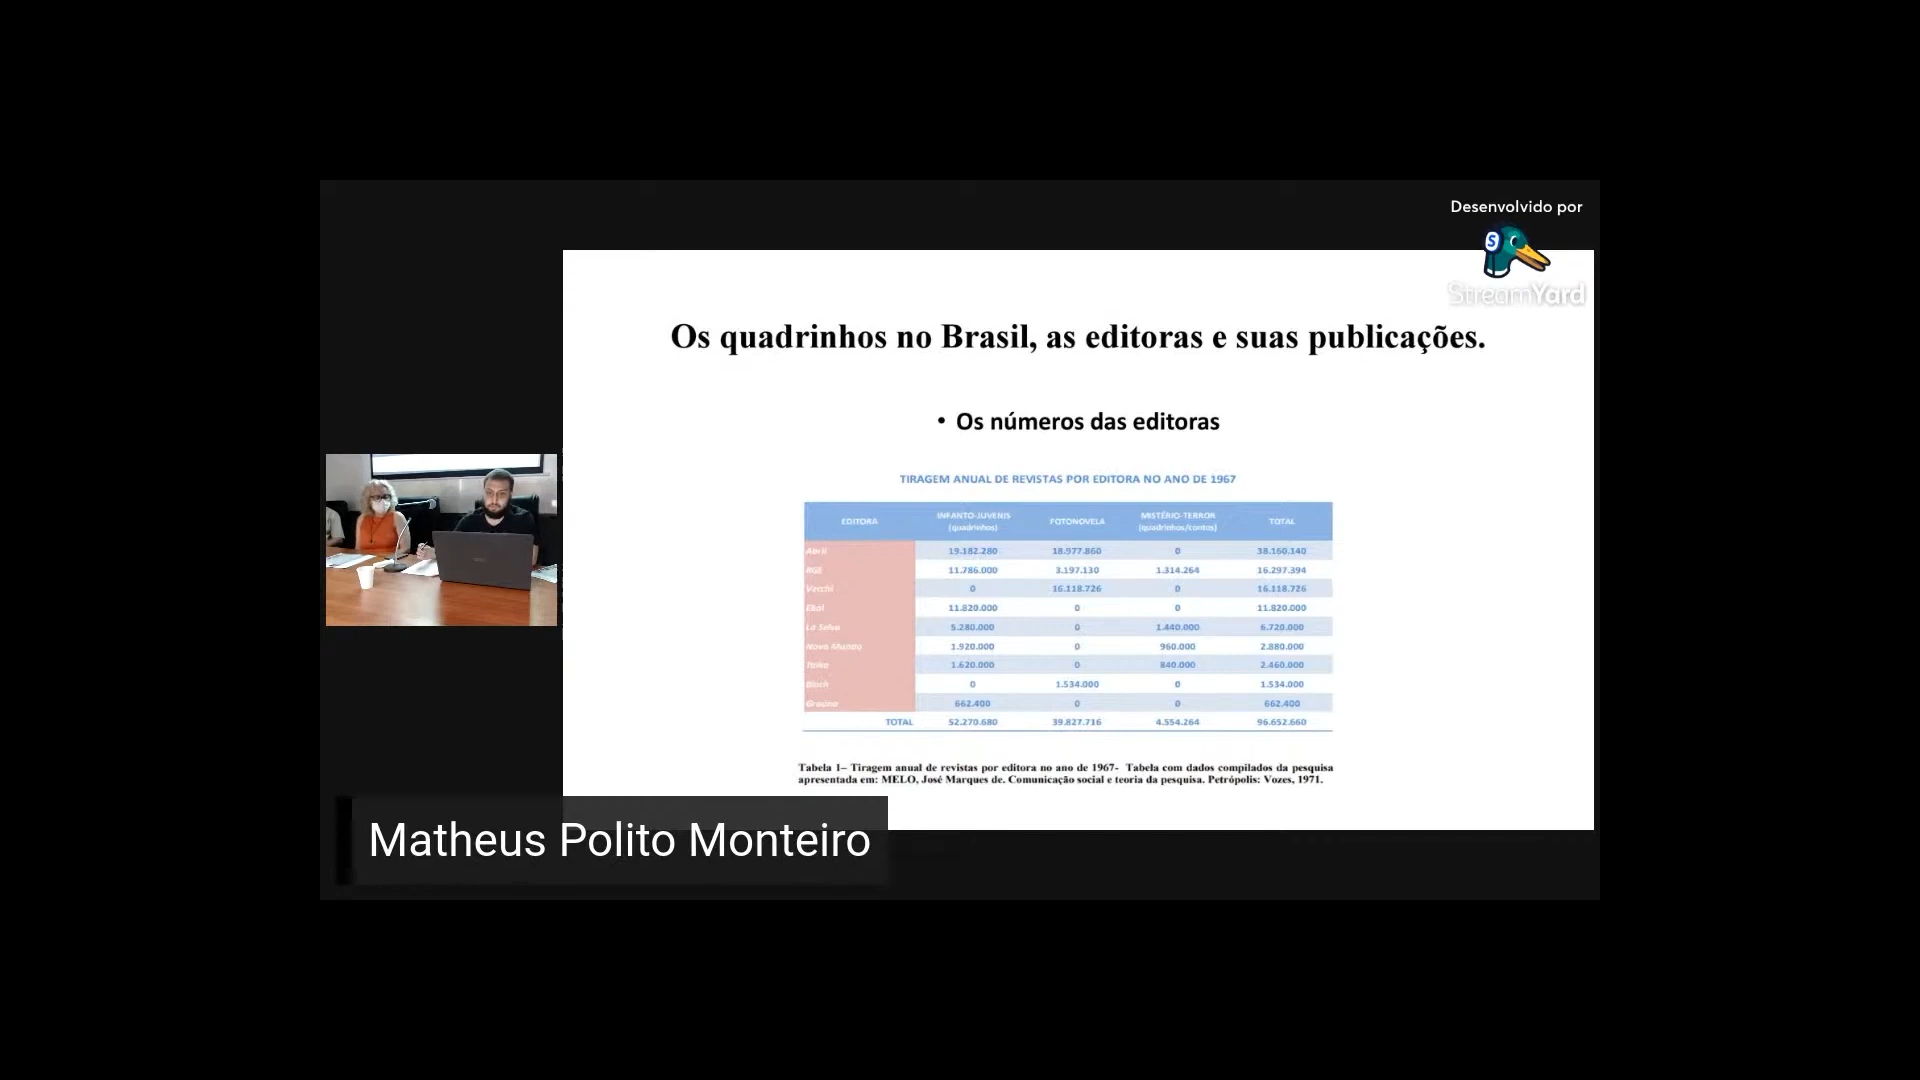 Desenvolvido por
StreamYard
Os quadrinhos no Brasil, as editoras e suas publicações.
• Os números das editoras
TIRAGEM ANUAL DE REVISTAS POR EDITORA NO ANO DE 1967
EDITORA INFANTO-JUVENIS (quadrinhos) FOTONOVELA MISTÉRIO-TERROR (quadrinhos/contos) TOTAL
Abril 19.182.280 18.977.860 0 38.160.140
RGE 11.786.000 3.197.130 1.314.264 16.297.394
Vecchi 0 16.118.726 0 16.118.726
Ebal 11.820.000 0 0 11.820.000
La Selva 5.280.000 0 1.440.000 6.720.000
Novo Mundo 1.920.000 0 960.000 2.880.000
1.620.000 0 840.000 2.460.000
Bloch 0 1.534.000 0 1.534.000
662.400 0 0 662.400
TOTAL 52.270.680 39.827.716 4.554.264 96.652.660
Tabela 1– Tiragem anual de revistas por editora no ano de 1967- Tabela com dados compilados da pesquisa
apresentada em: MELO, José Marques de. Comunicação social e teoria da pesquisa. Petrópolis: Vozes, 1971.
Matheus Polito Monteiro